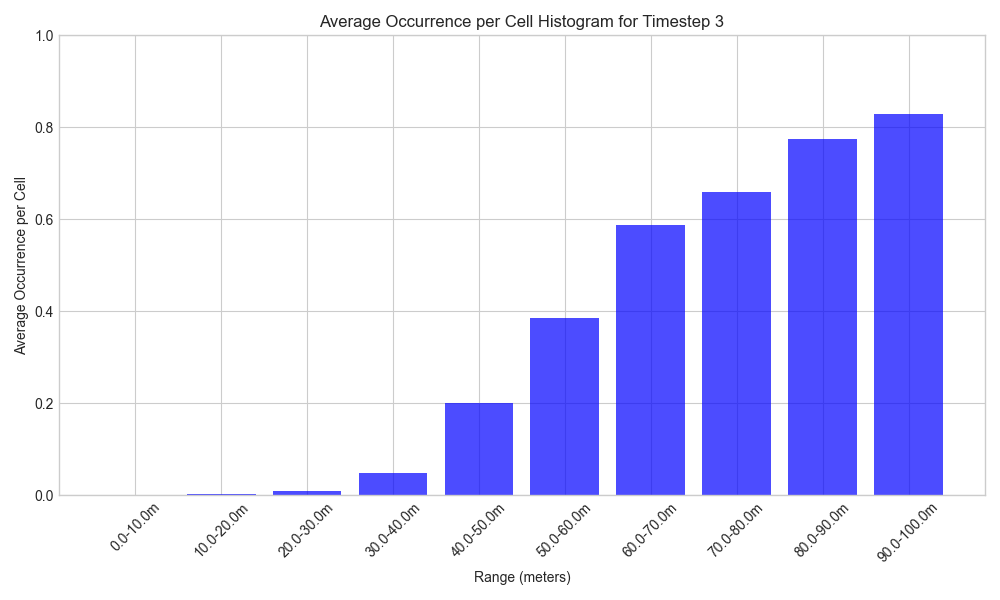 Average Occurrence per Cell Histogram for Timestep 3
Average Occurrence per Cell
1.0
0.8
0.6
0.4
0.2
0.0
0.0-10.0m
10.0-20.0m
20.0-30.0m
30.0-40.0m
40.0-50.0m
50.0-60.0m
60.0-70.0m
70.0-80.0m
80.0-90.0m
90.0-100.0m
Range (meters)